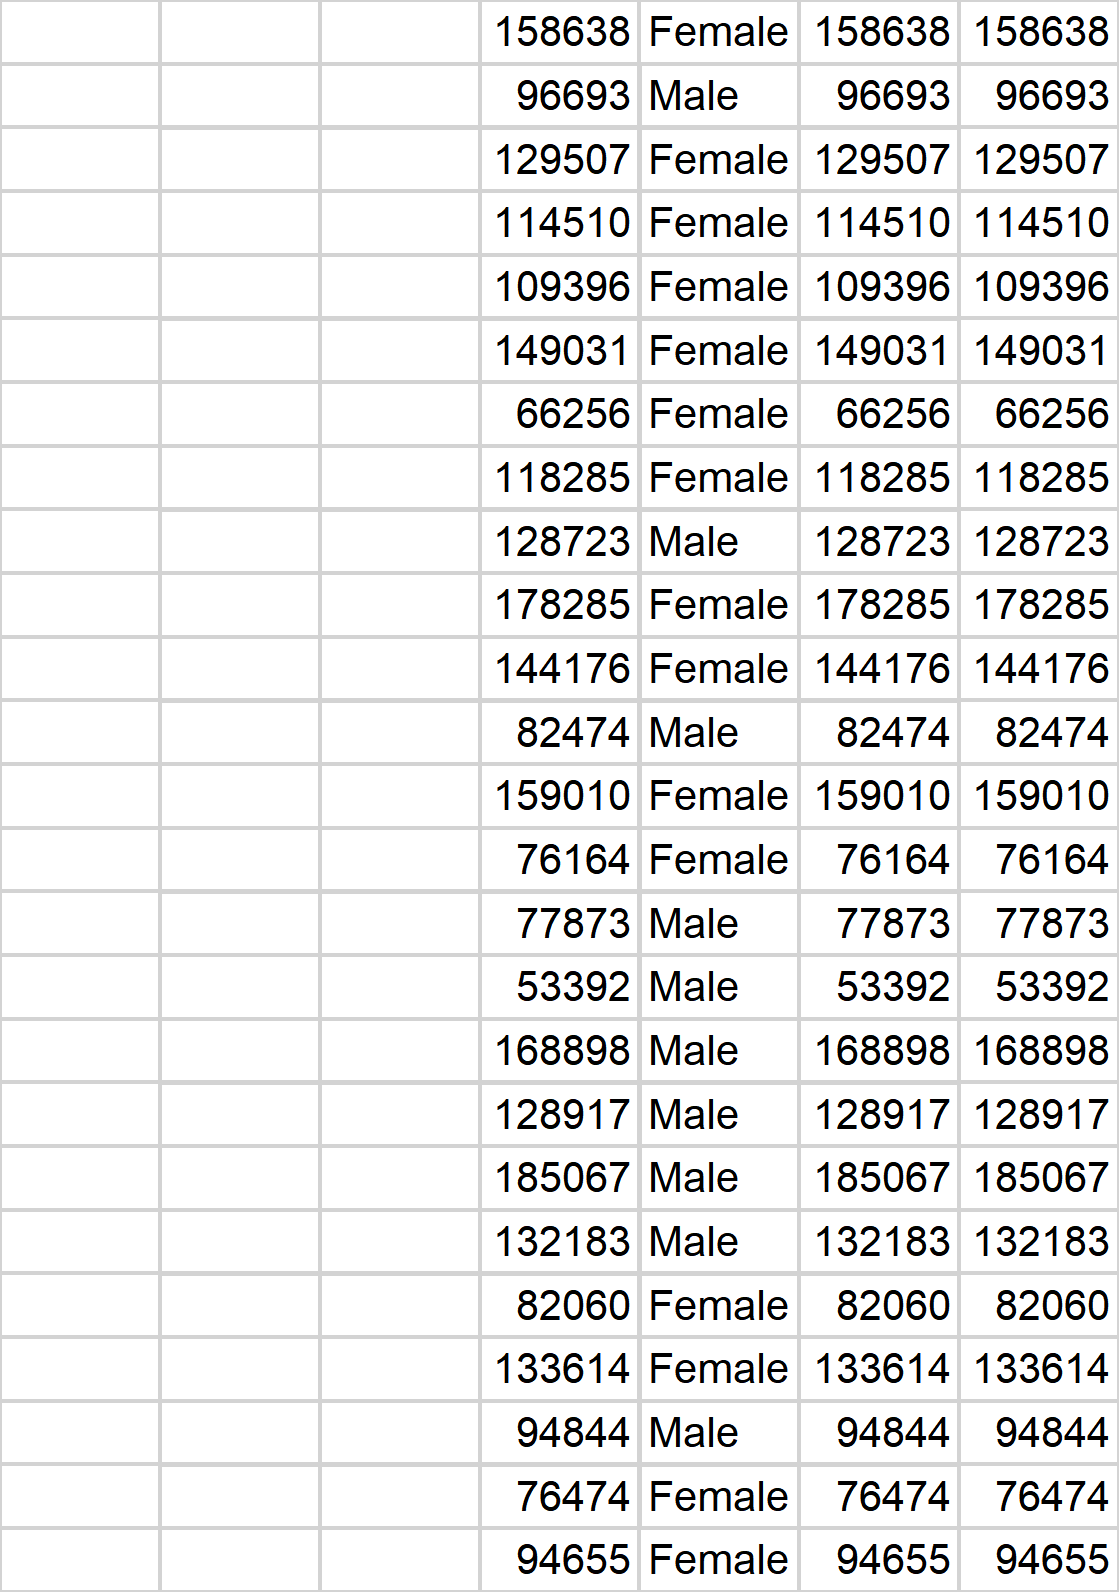 158638 Female 158638 158638
96693 Male 96693 96693
129507 Female 129507 129507
114510 Female 114510 114510
109396 Female 109396 109396
149031 Female 149031 149031
66256 Female 66256 66256
118285 Female 118285 118285
128723 Male 128723 128723
178285 Female 178285 178285
144176 Female 144176 144176
82474 Male 82474 82474
159010 Female 159010 159010
76164 Female 76164 76164
77873 Male 77873 77873
53392 Male 53392 53392
168898 Male 168898 168898
128917 Male 128917 128917
185067 Male 185067 185067
132183 Male 132183 132183
82060 Female 82060 82060
133614 Female 133614 133614
94844 Male 94844 94844
76474 Female 76474 76474
94655 Female 94655 94655